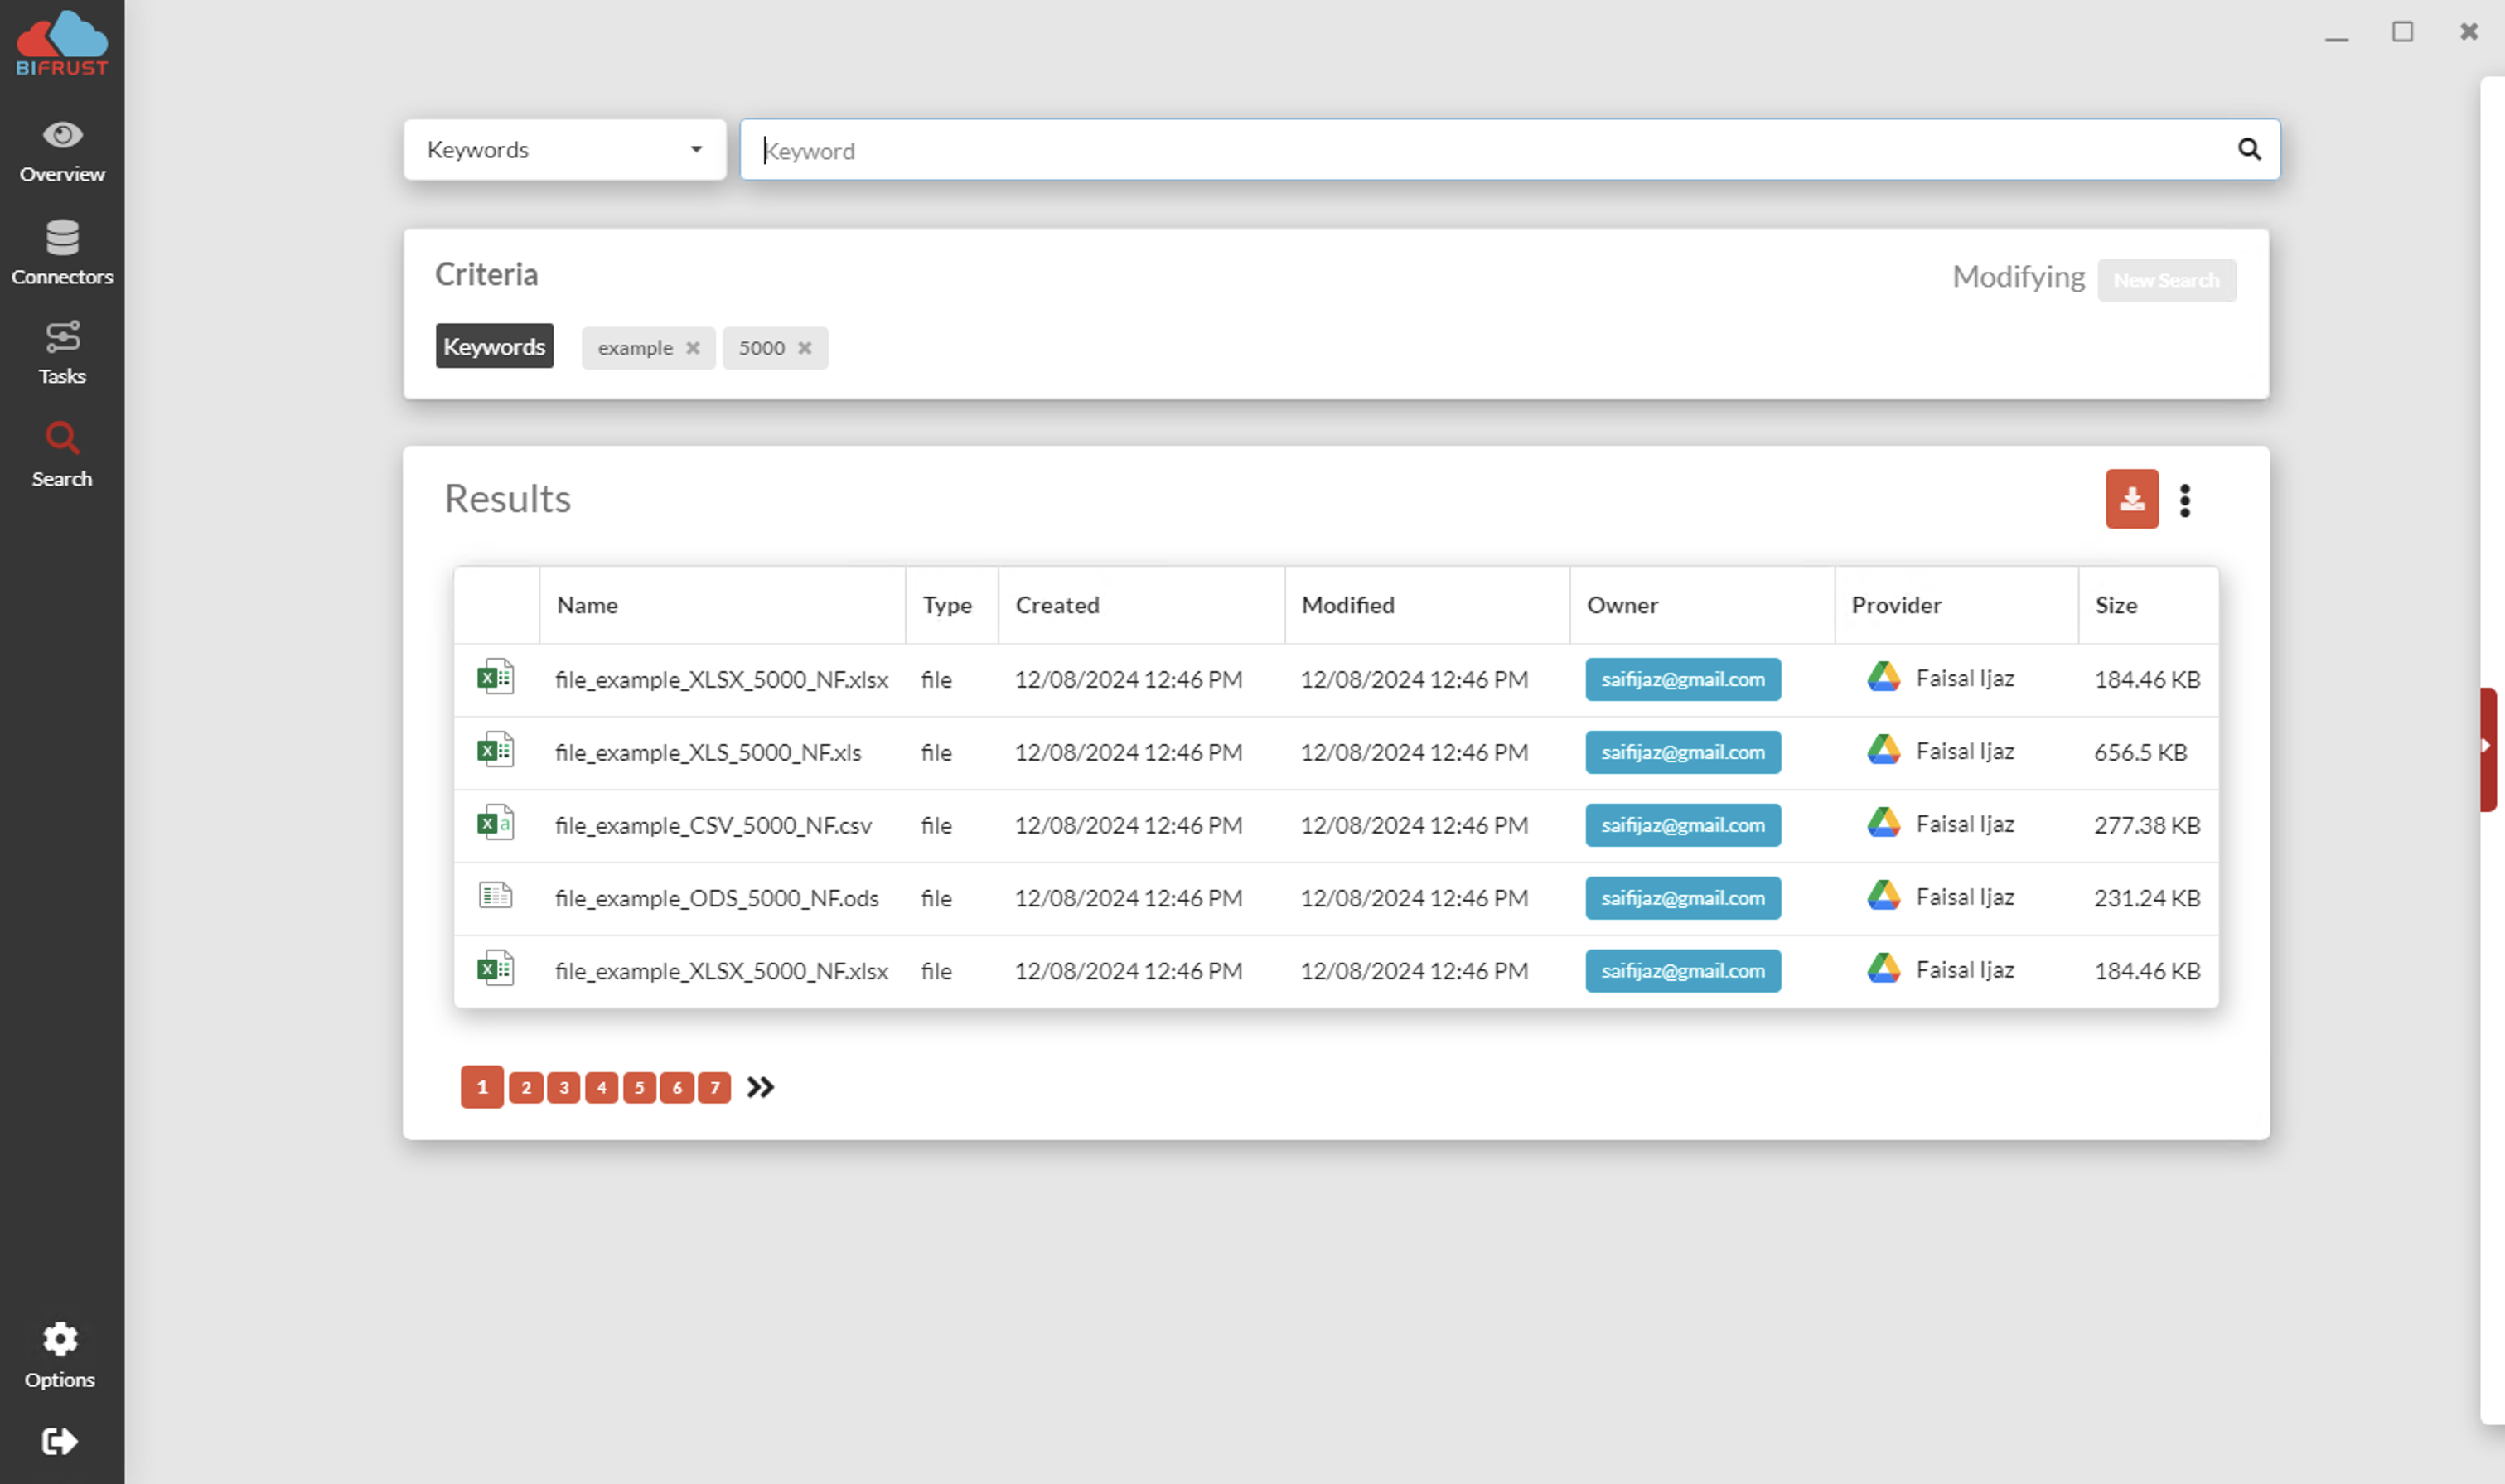 BIFRUST
Overview
Connectors
Tasks
Search
Options
Keywords
Keyword
Criteria
Modifying New Search
Keywords example 5000
Results
Name Type Created Modified Owner Provider Size
file_example_XLSX_5000_NF.xlsx file 12/08/2024 12:46 PM 12/08/2024 12:46 PM saifijaz@gmail.com Faisal Ijaz 184.46 KB
file_example_XLS_5000_NF.xls file 12/08/2024 12:46 PM 12/08/2024 12:46 PM saifijaz@gmail.com Faisal Ijaz 656.5 KB
file_example_CSV_5000_NF.csv file 12/08/2024 12:46 PM 12/08/2024 12:46 PM saifijaz@gmail.com Faisal Ijaz 277.38 KB
file_example_ODS_5000_NF.ods file 12/08/2024 12:46 PM 12/08/2024 12:46 PM saifijaz@gmail.com Faisal Ijaz 231.24 KB
file_example_XLSX_5000_NF.xlsx file 12/08/2024 12:46 PM 12/08/2024 12:46 PM saifijaz@gmail.com Faisal Ijaz 184.46 KB
1 2 3 4 5 6 7